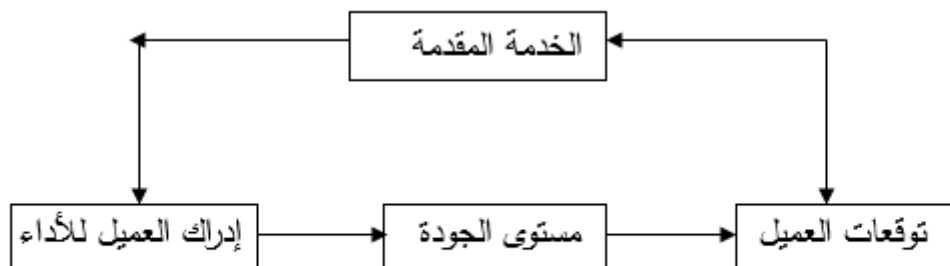 الخدمة المقدمة
توقعات العميل
مستوى الجودة
إدراك العميل للأداء